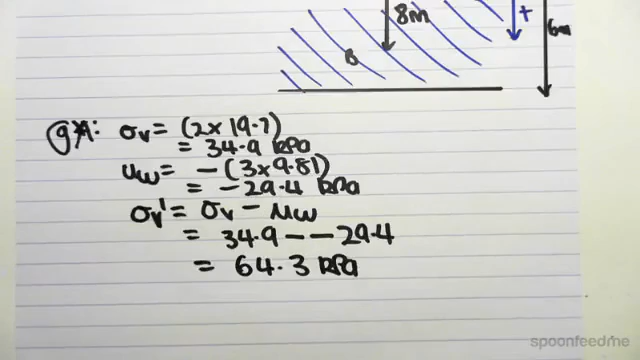 8m
+
6m
B
@A: σv = (2 x 19.7)
= 34.9 kPa
uw = - (3 x 9.81)
= - 29.4 kPa
σv' = σv - uw
= 34.9 - - 29.4
= 64.3 kPa
spoonfeedme